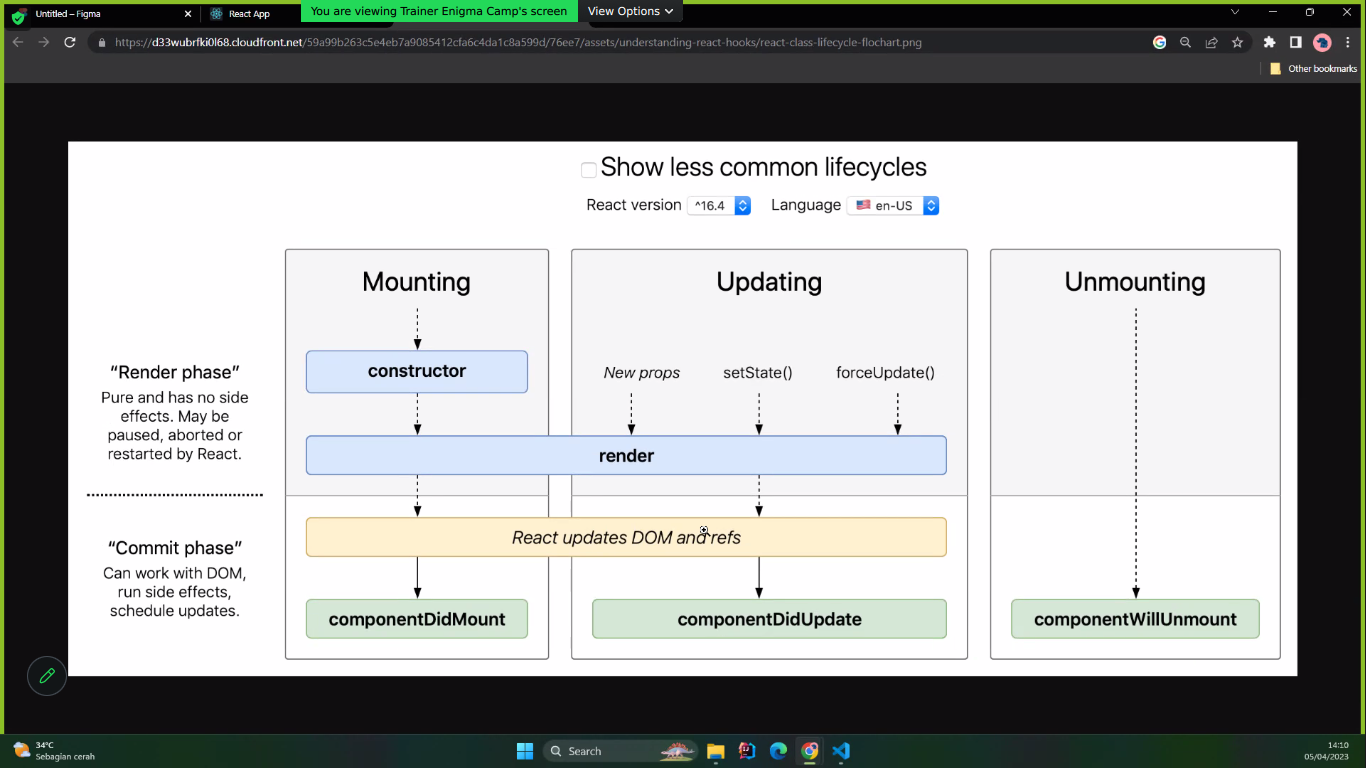 Untitled – Figma
React App
You are viewing Trainer Enigma Camp's screen
View Options
https://d33wubrfki0l68.cloudfront.net/59a99b263c5e4eb7a9085412cfa6c4da1c8a599d/76ee7/assets/understanding-react-hooks/react-class-lifecycle-flochart.png
Other bookmarks
Show less common lifecycles
React version ^16.4 Language en-US
Mounting
Updating
Unmounting
“Render phase”
Pure and has no side
effects. May be
paused, aborted or
restarted by React.
constructor
New props
setState()
forceUpdate()
render
“Commit phase”
Can work with DOM,
run side effects,
schedule updates.
React updates DOM and refs
componentDidMount
componentDidUpdate
componentWillUnmount
34°C
Sebagian cerah
Search
14:10
05/04/2023